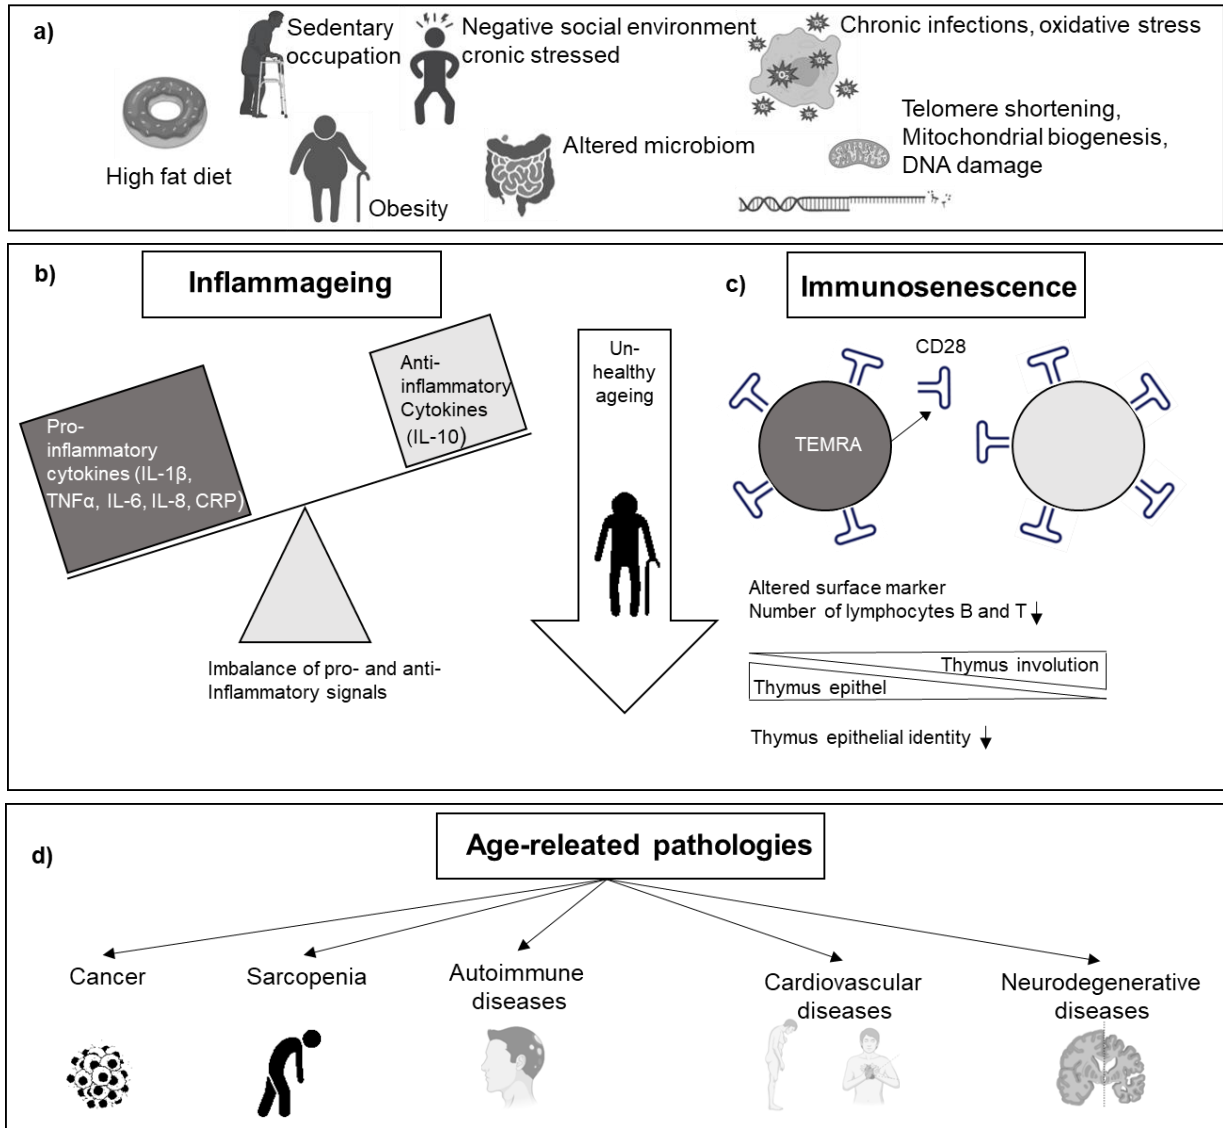 a)
Sedentary
occupation
Negative social environment
cronic stressed
Chronic infections, oxidative stress
High fat diet
Obesity
Altered microbiom
Telomere shortening,
Mitochondrial biogenesis,
DNA damage
b)
Inflammageing
Pro-
inflammatory
cytokines (IL-1β,
TNFα, IL-6, IL-8, CRP)
Anti-
inflammatory
Cytokines
(IL-10)
Imbalance of pro- and anti-
Inflammatory signals
Un-
healthy
ageing
c)
Immunosenescence
CD28
TEMRA
Altered surface marker
Number of lymphocytes B and T ↓
Thymus involution
Thymus epithel
Thymus epithelial identity ↓
d)
Age-releated pathologies
Cancer
Sarcopenia
Autoimmune
diseases
Cardiovascular
diseases
Neurodegenerative
diseases